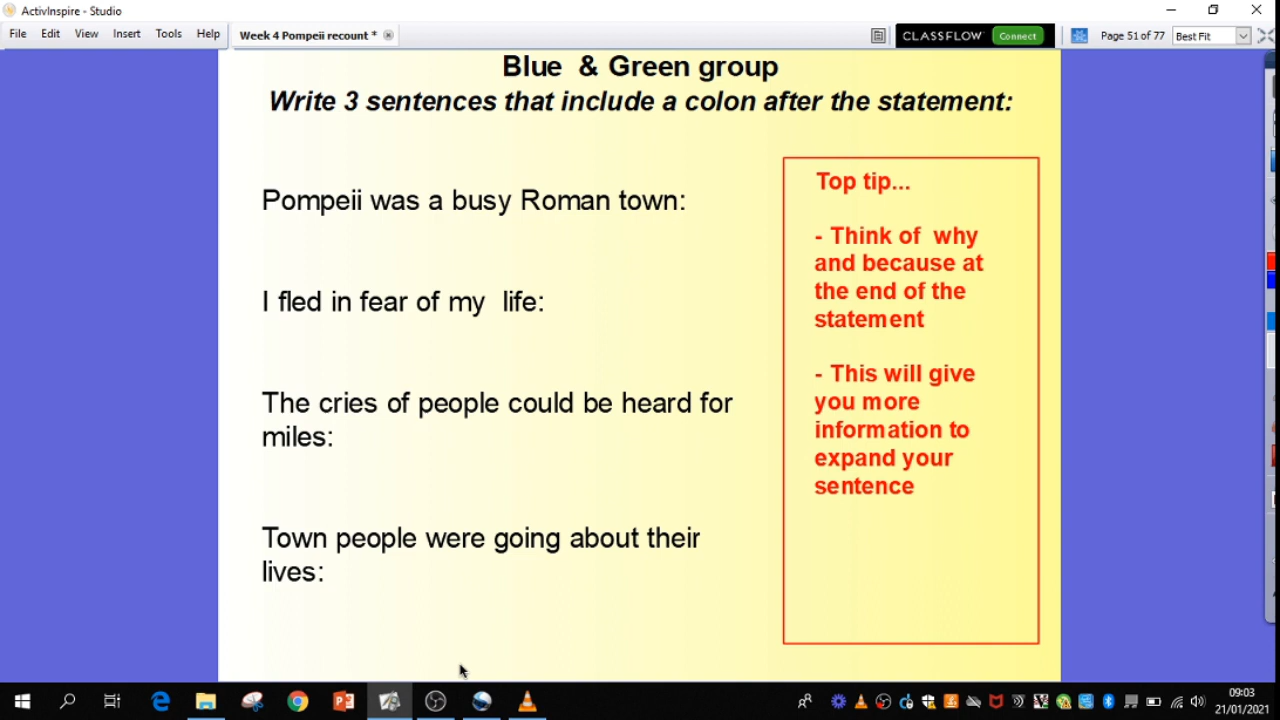 ActivInspire - Studio
File Edit View Insert Tools Help Week 4 Pompeii recount * CLASSFLOW Connect Page 51 of 77 Best Fit
Blue & Green group
Write 3 sentences that include a colon after the statement:
Pompeii was a busy Roman town:
I fled in fear of my life:
The cries of people could be heard for
miles:
Town people were going about their
lives:
Top tip...
- Think of why
and because at
the end of the
statement
- This will give
you more
information to
expand your
sentence
09:03
21/01/2021